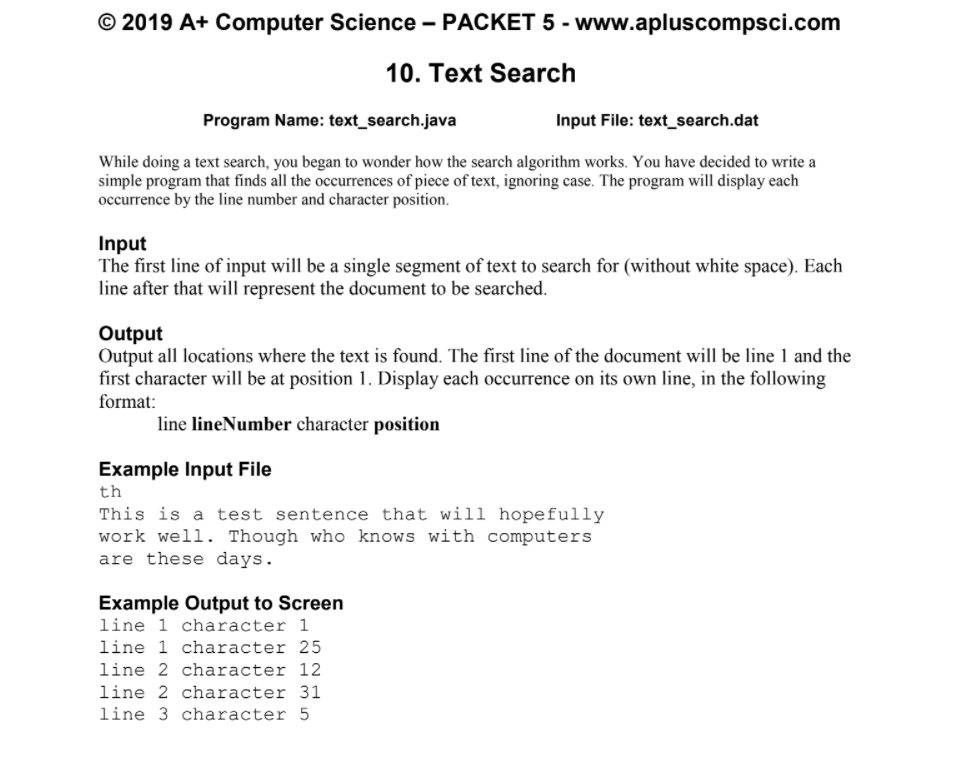 © 2019 A+ Computer Science – PACKET 5 - www.apluscompsci.com
10. Text Search
Program Name: text_search.java Input File: text_search.dat
While doing a text search, you began to wonder how the search algorithm works. You have decided to write a
simple program that finds all the occurrences of piece of text, ignoring case. The program will display each
occurrence by the line number and character position.
Input
The first line of input will be a single segment of text to search for (without white space). Each
line after that will represent the document to be searched.
Output
Output all locations where the text is found. The first line of the document will be line 1 and the
first character will be at position 1. Display each occurrence on its own line, in the following
format:
line lineNumber character position
Example Input File
th
This is a test sentence that will hopefully
work well. Though who knows with computers
are these days.
Example Output to Screen
line 1 character 1
line 1 character 25
line 2 character 12
line 2 character 31
line 3 character 5